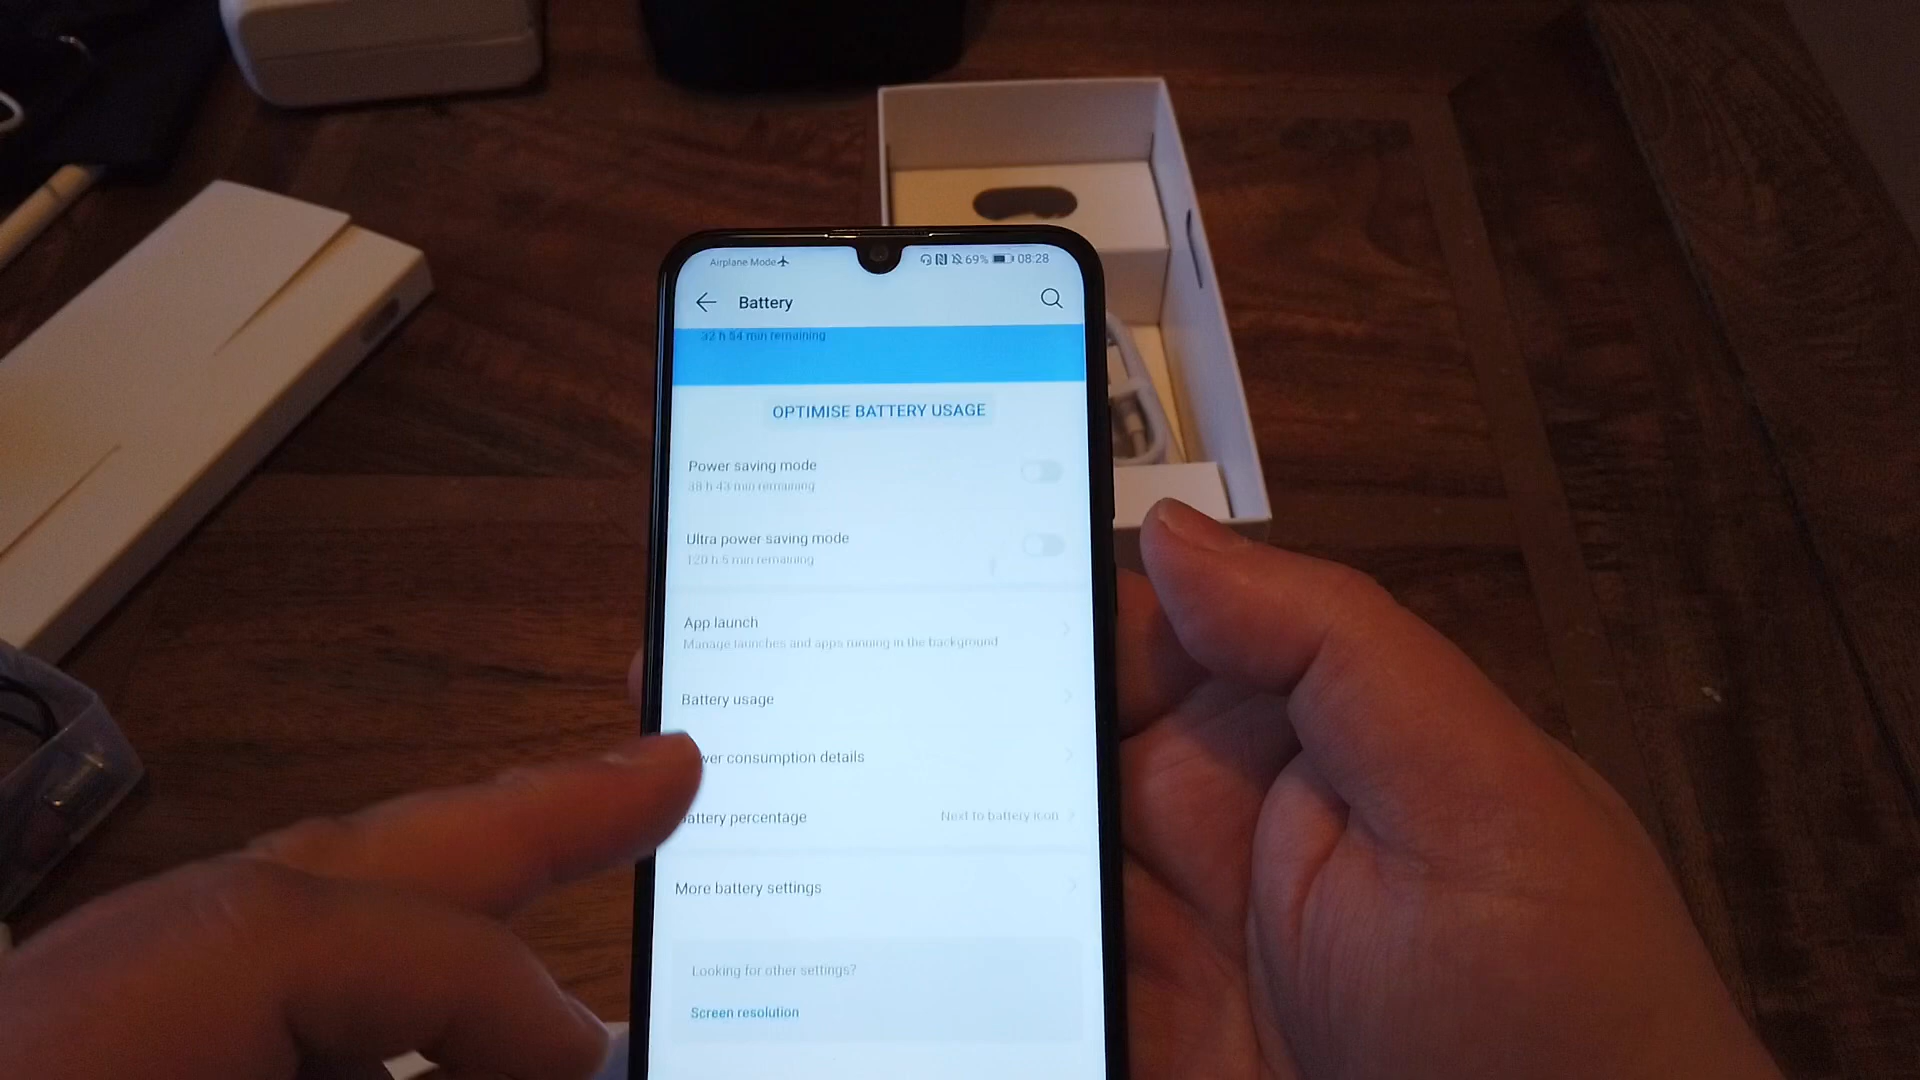 Airplane Mode 69% 08:28
Battery
32 h 54 min remaining
OPTIMISE BATTERY USAGE
Power saving mode
38 h 43 min remaining
Ultra power saving mode
120 h 5 min remaining
App launch
Manage launches and apps running in the background
Battery usage
wer consumption details
attery percentage Next to battery icon
More battery settings
Looking for other settings?
Screen resolution